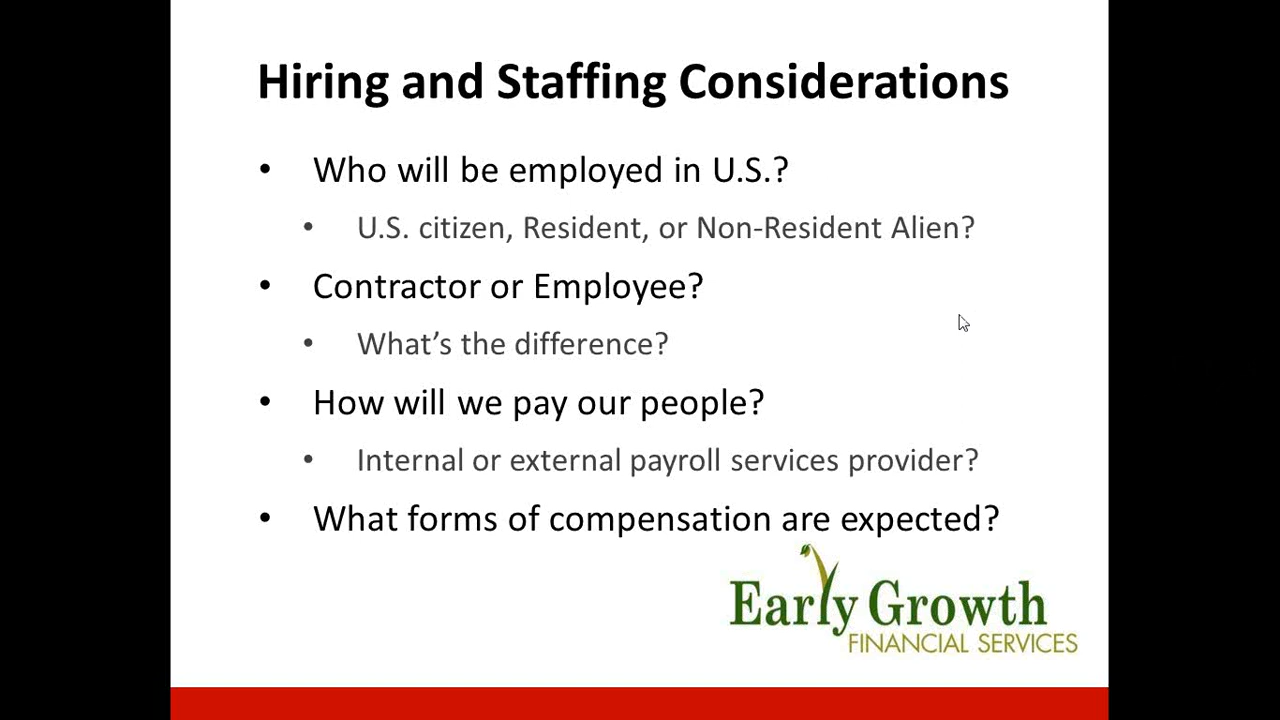 Hiring and Staffing Considerations
• Who will be employed in U.S.?
• U.S. citizen, Resident, or Non-Resident Alien?
• Contractor or Employee?
• What’s the difference?
• How will we pay our people?
• Internal or external payroll services provider?
• What forms of compensation are expected?
Early Growth
FINANCIAL SERVICES